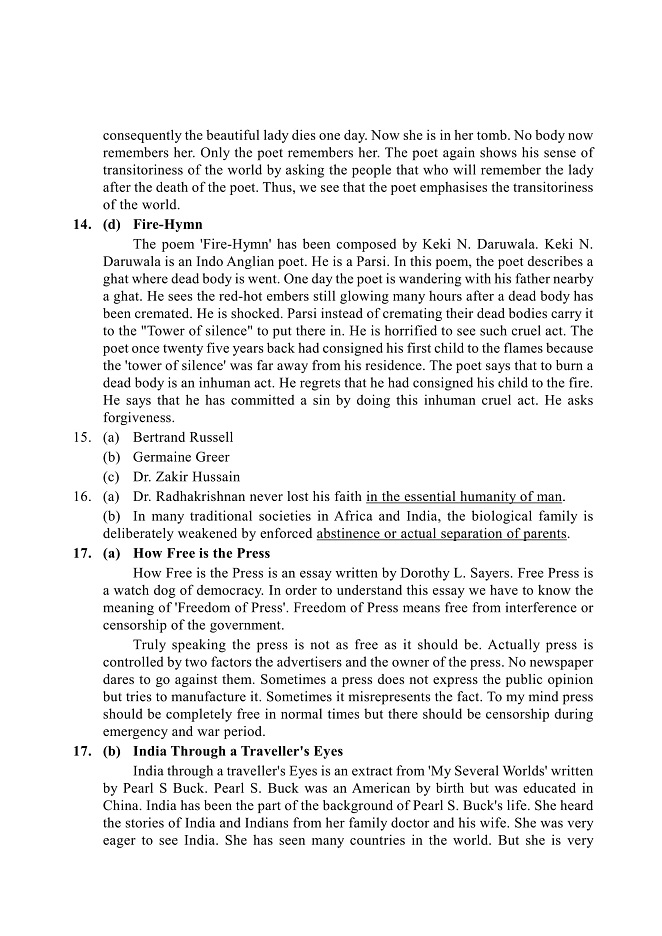 consequently the beautiful lady dies one day. Now she is in her tomb. No body now
remembers her. Only the poet remembers her. The poet again shows his sense of
transitoriness of the world by asking the people that who will remember the lady
after the death of the poet. Thus, we see that the poet emphasises the transitoriness
of the world.
14. (d) Fire-Hymn
The poem 'Fire-Hymn' has been composed by Keki N. Daruwala. Keki N.
Daruwala is an Indo Anglian poet. He is a Parsi. In this poem, the poet describes a
ghat where dead body is went. One day the poet is wandering with his father nearby
a ghat. He sees the red-hot embers still glowing many hours after a dead body has
been cremated. He is shocked. Parsi instead of cremating their dead bodies carry it
to the "Tower of silence" to put there in. He is horrified to see such cruel act. The
poet once twenty five years back had consigned his first child to the flames because
the 'tower of silence' was far away from his residence. The poet says that to burn a
dead body is an inhuman act. He regrets that he had consigned his child to the fire.
He says that he has committed a sin by doing this inhuman cruel act. He asks
forgiveness.
15. (a) Bertrand Russell
(b) Germaine Greer
(c) Dr. Zakir Hussain
16. (a) Dr. Radhakrishnan never lost his faith in the essential humanity of man.
(b) In many traditional societies in Africa and India, the biological family is
deliberately weakened by enforced abstinence or actual separation of parents.
17. (a) How Free is the Press
How Free is the Press is an essay written by Dorothy L. Sayers. Free Press is
a watch dog of democracy. In order to understand this essay we have to know the
meaning of 'Freedom of Press'. Freedom of Press means free from interference or
censorship of the government.
Truly speaking the press is not as free as it should be. Actually press is
controlled by two factors the advertisers and the owner of the press. No newspaper
dares to go against them. Sometimes a press does not express the public opinion
but tries to manufacture it. Sometimes it misrepresents the fact. To my mind press
should be completely free in normal times but there should be censorship during
emergency and war period.
17. (b) India Through a Traveller's Eyes
India through a traveller's Eyes is an extract from 'My Several Worlds' written
by Pearl S Buck. Pearl S. Buck was an American by birth but was educated in
China. India has been the part of the background of Pearl S. Buck's life. She heard
the stories of India and Indians from her family doctor and his wife. She was very
eager to see India. She has seen many countries in the world. But she is very